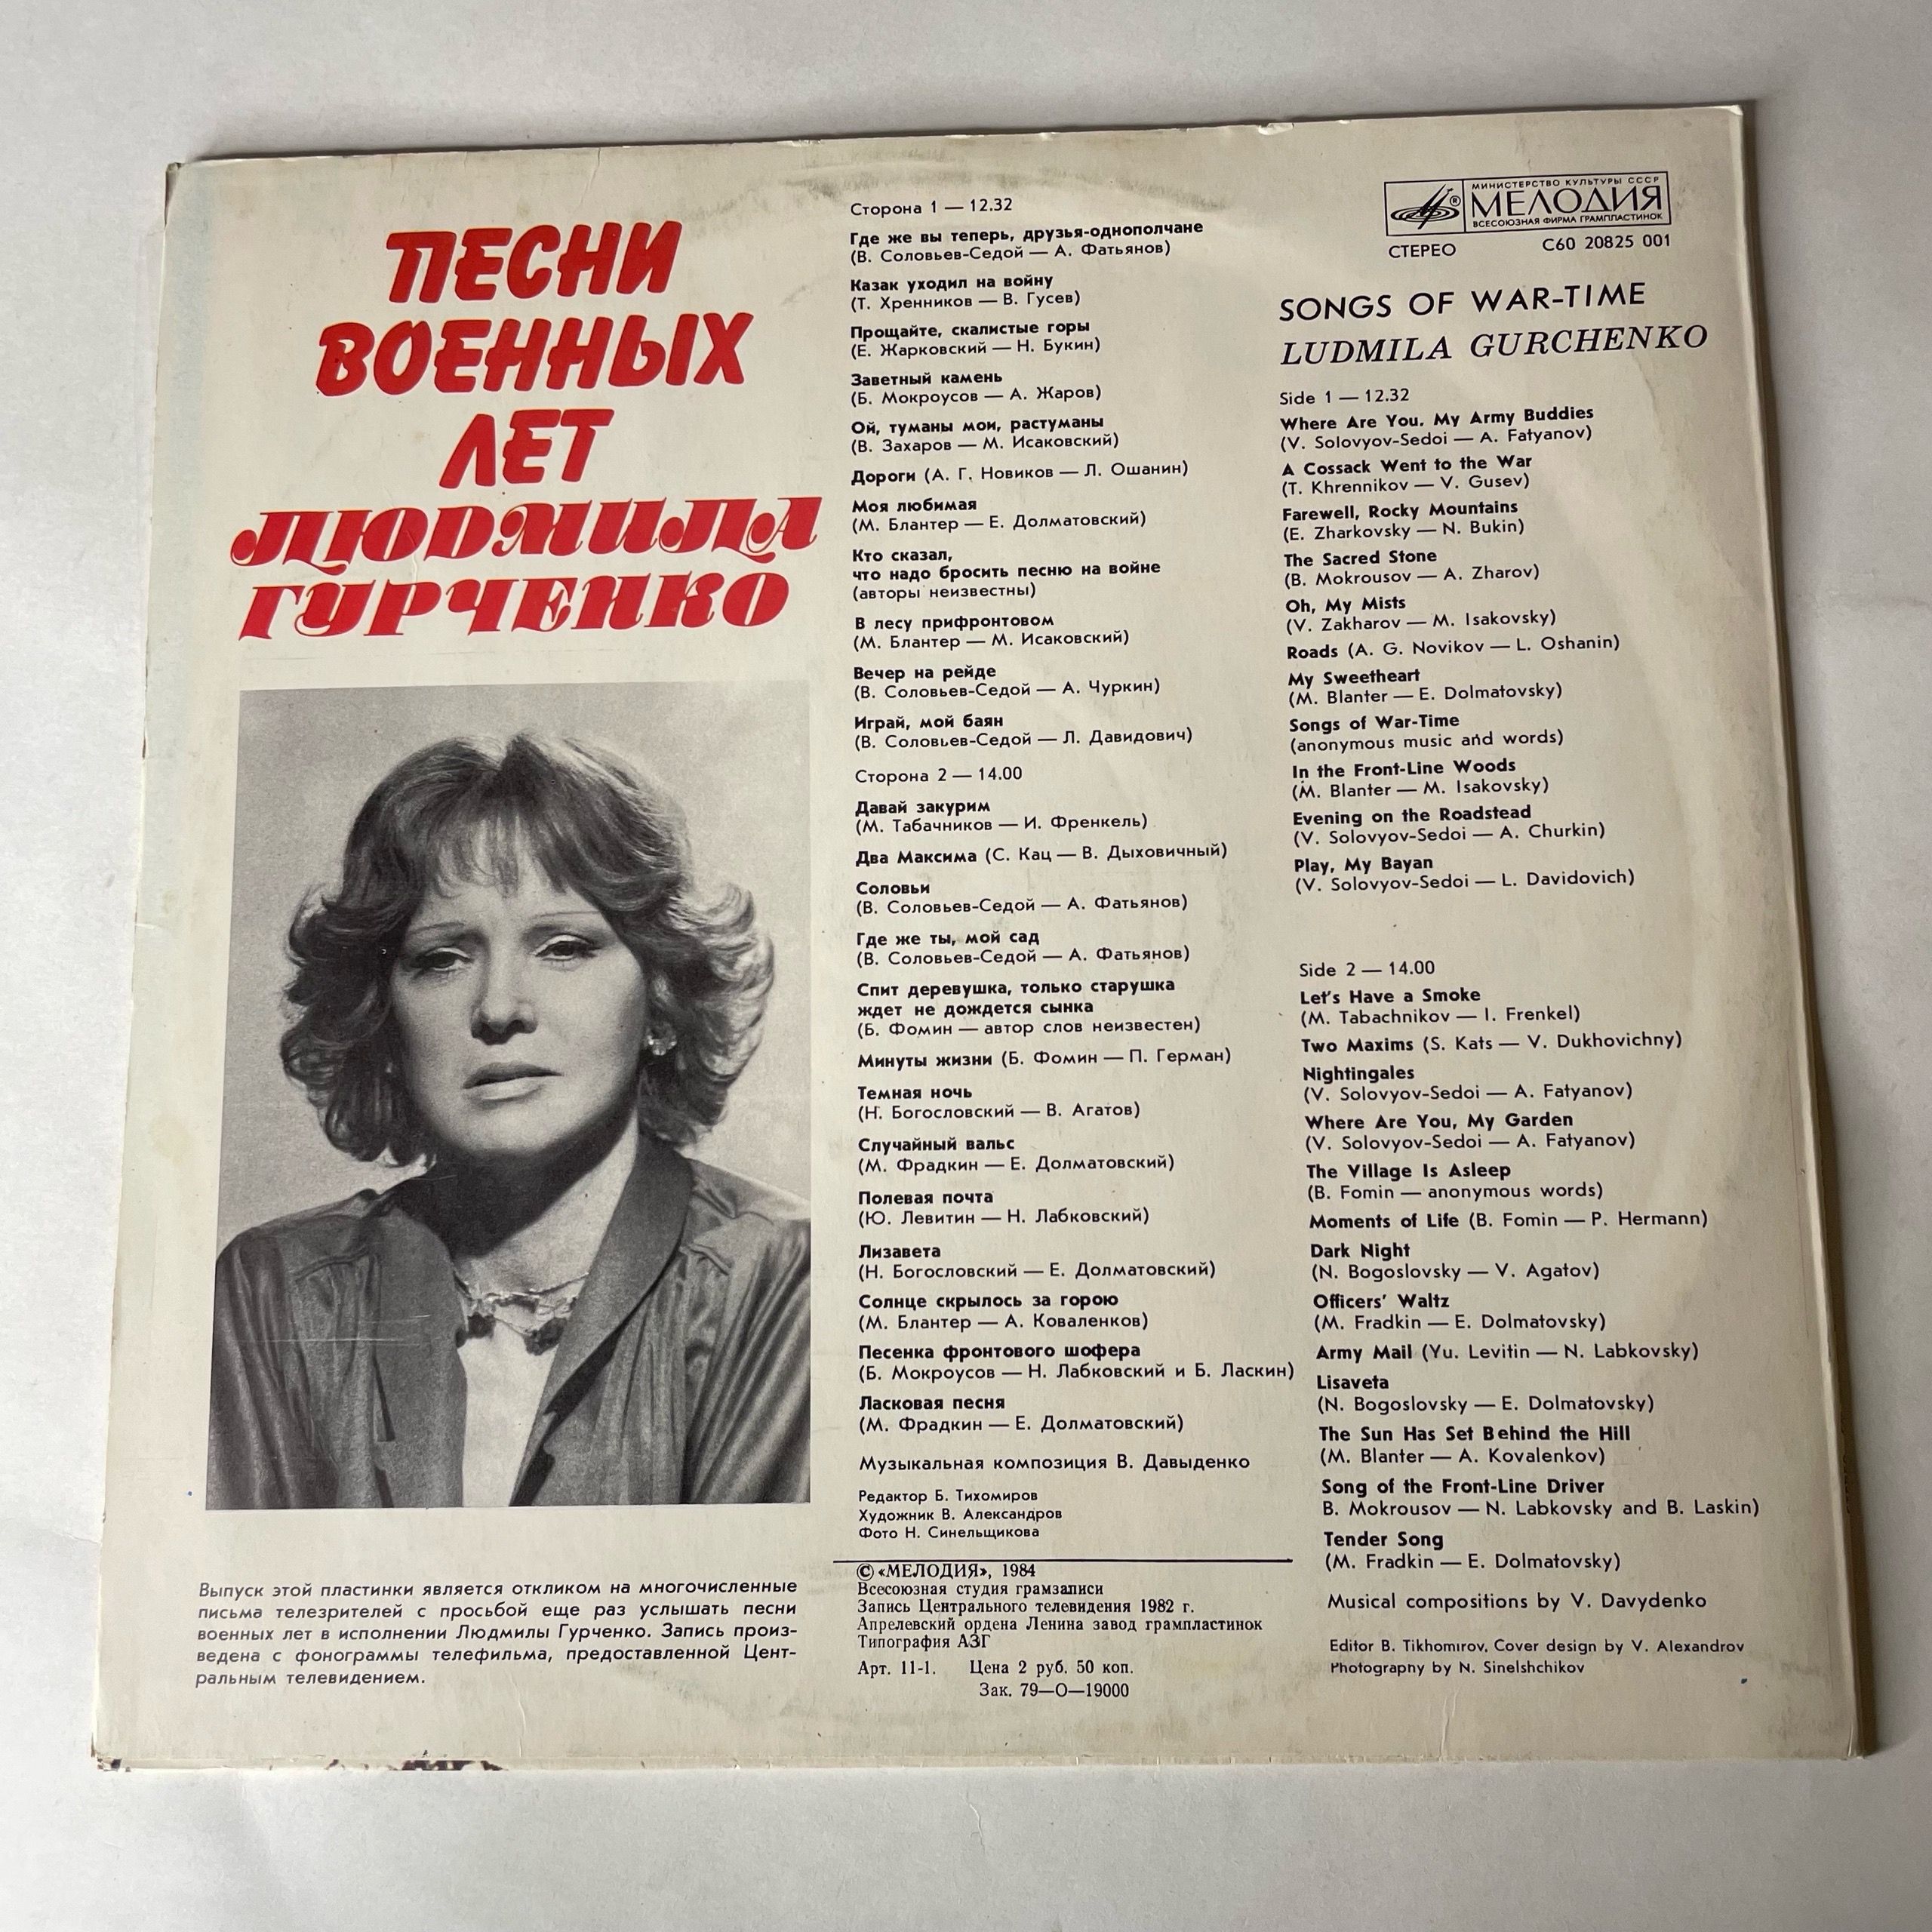 ПЕСНИ
ВОЕННЫХ
ЛЕТ
ЛЮДМИЛА
ГУРЧЕНКО
Выпуск этой пластинки является откликом на многочисленные
письма телезрителей с просьбой еще раз услышать песни
военных лет в исполнении Людмилы Гурченко. Запись произ-
ведена с фонограммы телефильма, предоставленной Цент-
ральным телевидением.
Сторона 1 — 12.32
Где же вы теперь, друзья-однополчане
(В. Соловьев-Седой — А. Фатьянов)
Казак уходил на войну
(Т. Хренников — В. Гусев)
Прощайте, скалистые горы
(Е. Жарковский — Н. Букин)
Заветный камень
(Б. Мокроусов — А. Жаров)
Ой, туманы мои, растуманы
(В. Захаров — М. Исаковский)
Дороги (А. Г. Новиков — Л. Ошанин)
Моя любимая
(М. Блантер — Е. Долматовский)
Кто сказал,
что надо бросить песню на войне
(авторы неизвестны)
В лесу прифронтовом
(М. Блантер — М. Исаковский)
Вечер на рейде
(В. Соловьев-Седой — А. Чуркин)
Играй, мой баян
(В. Соловьев-Седой — Л. Давидович)
Сторона 2 — 14.00
Давай закурим
(М. Табачников — И. Френкель)
Два Максима (С. Кац — В. Дыховичный)
Соловьи
(В. Соловьев-Седой — А. Фатьянов)
Где же ты, мой сад
(В. Соловьев-Седой — А. Фатьянов)
Спит деревушка, только старушка
ждет не дождется сынка
(Б. Фомин — автор слов неизвестен)
Минуты жизни (Б. Фомин — П. Герман)
Темная ночь
(Н. Богословский — В. Агатов)
Случайный вальс
(М. Фрадкин — Е. Долматовский)
Полевая почта
(Ю. Левитин — Н. Лабковский)
Лизавета
(Н. Богословский — Е. Долматовский)
Солнце скрылось за горою
(М. Блантер — А. Коваленков)
Песенка фронтового шофера
(Б. Мокроусов — Н. Лабковский и Б. Ласкин)
Ласковая песня
(М. Фрадкин — Е. Долматовский)
Музыкальная композиция В. Давыденко
Редактор Б. Тихомиров
Художник В. Александров
Фото Н. Синельщикова
© «МЕЛОДИЯ», 1984
Всесоюзная студия грамзаписи
Запись Центрального телевидения 1982 г.
Апрелевский ордена Ленина завод грампластинок
Типография АЗГ
Арт. 11-1. Цена 2 руб. 50 коп.
Зак. 79—О—19000
МИНИСТЕРСТВО КУЛЬТУРЫ СССР
® МЕЛОДИЯ
ВСЕСОЮЗНАЯ ФИРМА ГРАМПЛАСТИНОК
СТЕРЕО С60 20825 001
SONGS OF WAR-TIME
LUDMILA GURCHENKO
Side 1 — 12.32
Where Are You. My Army Buddies
(V. Solovyov-Sedoi — A. Fatyanov)
A Cossack Went to the War
(T. Khrennikov — V. Gusev)
Farewell, Rocky Mountains
(E. Zharkovsky — N. Bukin)
The Sacred Stone
(B. Mokrousov — A. Zharov)
Oh, My Mists
(V. Zakharov — M. Isakovsky)
Roads (A. G. Novikov — L. Oshanin)
My Sweetheart
(M. Blanter — E. Dolmatovsky)
Songs of War-Time
(anonymous music and words)
In the Front-Line Woods
(M. Blanter — M. Isakovsky)
Evening on the Roadstead
(V. Solovyov-Sedoi — A. Churkin)
Play, My Bayan
(V. Solovyov-Sedoi — L. Davidovich)
Side 2 — 14.00
Let's Have a Smoke
(M. Tabachnikov — I. Frenkel)
Two Maxims (S. Kats — V. Dukhovichny)
Nightingales
(V. Solovyov-Sedoi — A. Fatyanov)
Where Are You, My Garden
(V. Solovyov-Sedoi — A. Fatyanov)
The Village Is Asleep
(B. Fomin — anonymous words)
Moments of Life (B. Fomin — P. Hermann)
Dark Night
(N. Bogoslovsky — V. Agatov)
Officers' Waltz
(M. Fradkin — E. Dolmatovsky)
Army Mail (Yu. Levitin — N. Labkovsky)
Lisaveta
(N. Bogoslovsky — E. Dolmatovsky)
The Sun Has Set Behind the Hill
(M. Blanter — A. Kovalenkov)
Song of the Front-Line Driver
B. Mokrousov — N. Labkovsky and B. Laskin)
Tender Song
(M. Fradkin — E. Dolmatovsky)
Musical compositions by V. Davydenko
Editor B. Tikhomirov, Cover design by V. Alexandrov
Photography by N. Sinelshchikov